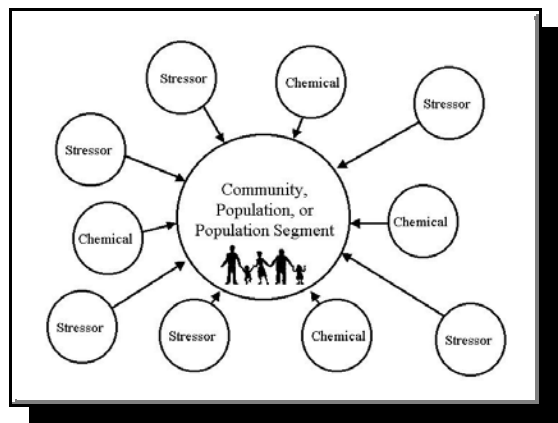 Stressor
Chemical
Stressor
Stressor
Community,
Population, or
Population Segment
Chemical
Chemical
Stressor
Stressor
Chemical
Stressor